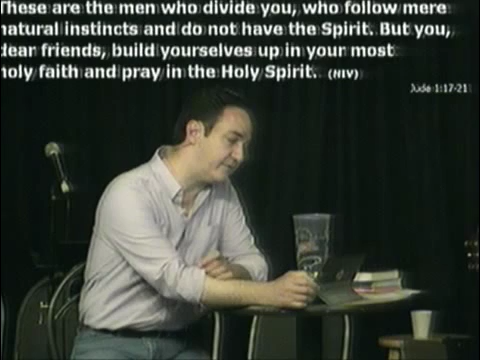 These are the men who divide you, who follow mere
natural instincts and do not have the Spirit. But you,
dear friends, build yourselves up in your most
holy faith and pray in the Holy Spirit. (NIV)
Jude 1:17-21